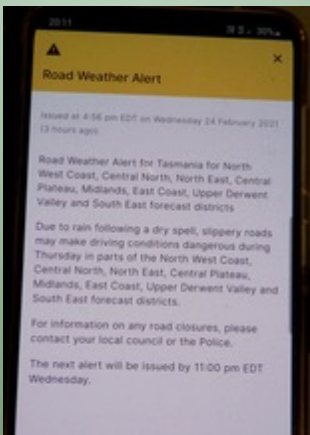 20:11
30%
Road Weather Alert
Issued at 4:56 pm EDT on Wednesday 24 February 2021
(3 hours ago)
Road Weather Alert for Tasmania for North
West Coast, Central North, North East, Central
Plateau, Midlands, East Coast, Upper Derwent
Valley and South East forecast districts
Due to rain following a dry spell, slippery roads
may make driving conditions dangerous during
Thursday in parts of the North West Coast,
Central North, North East, Central Plateau,
Midlands, East Coast, Upper Derwent Valley and
South East forecast districts.
For information on any road closures, please
contact your local council or the Police.
The next alert will be issued by 11:00 pm EDT
Wednesday.